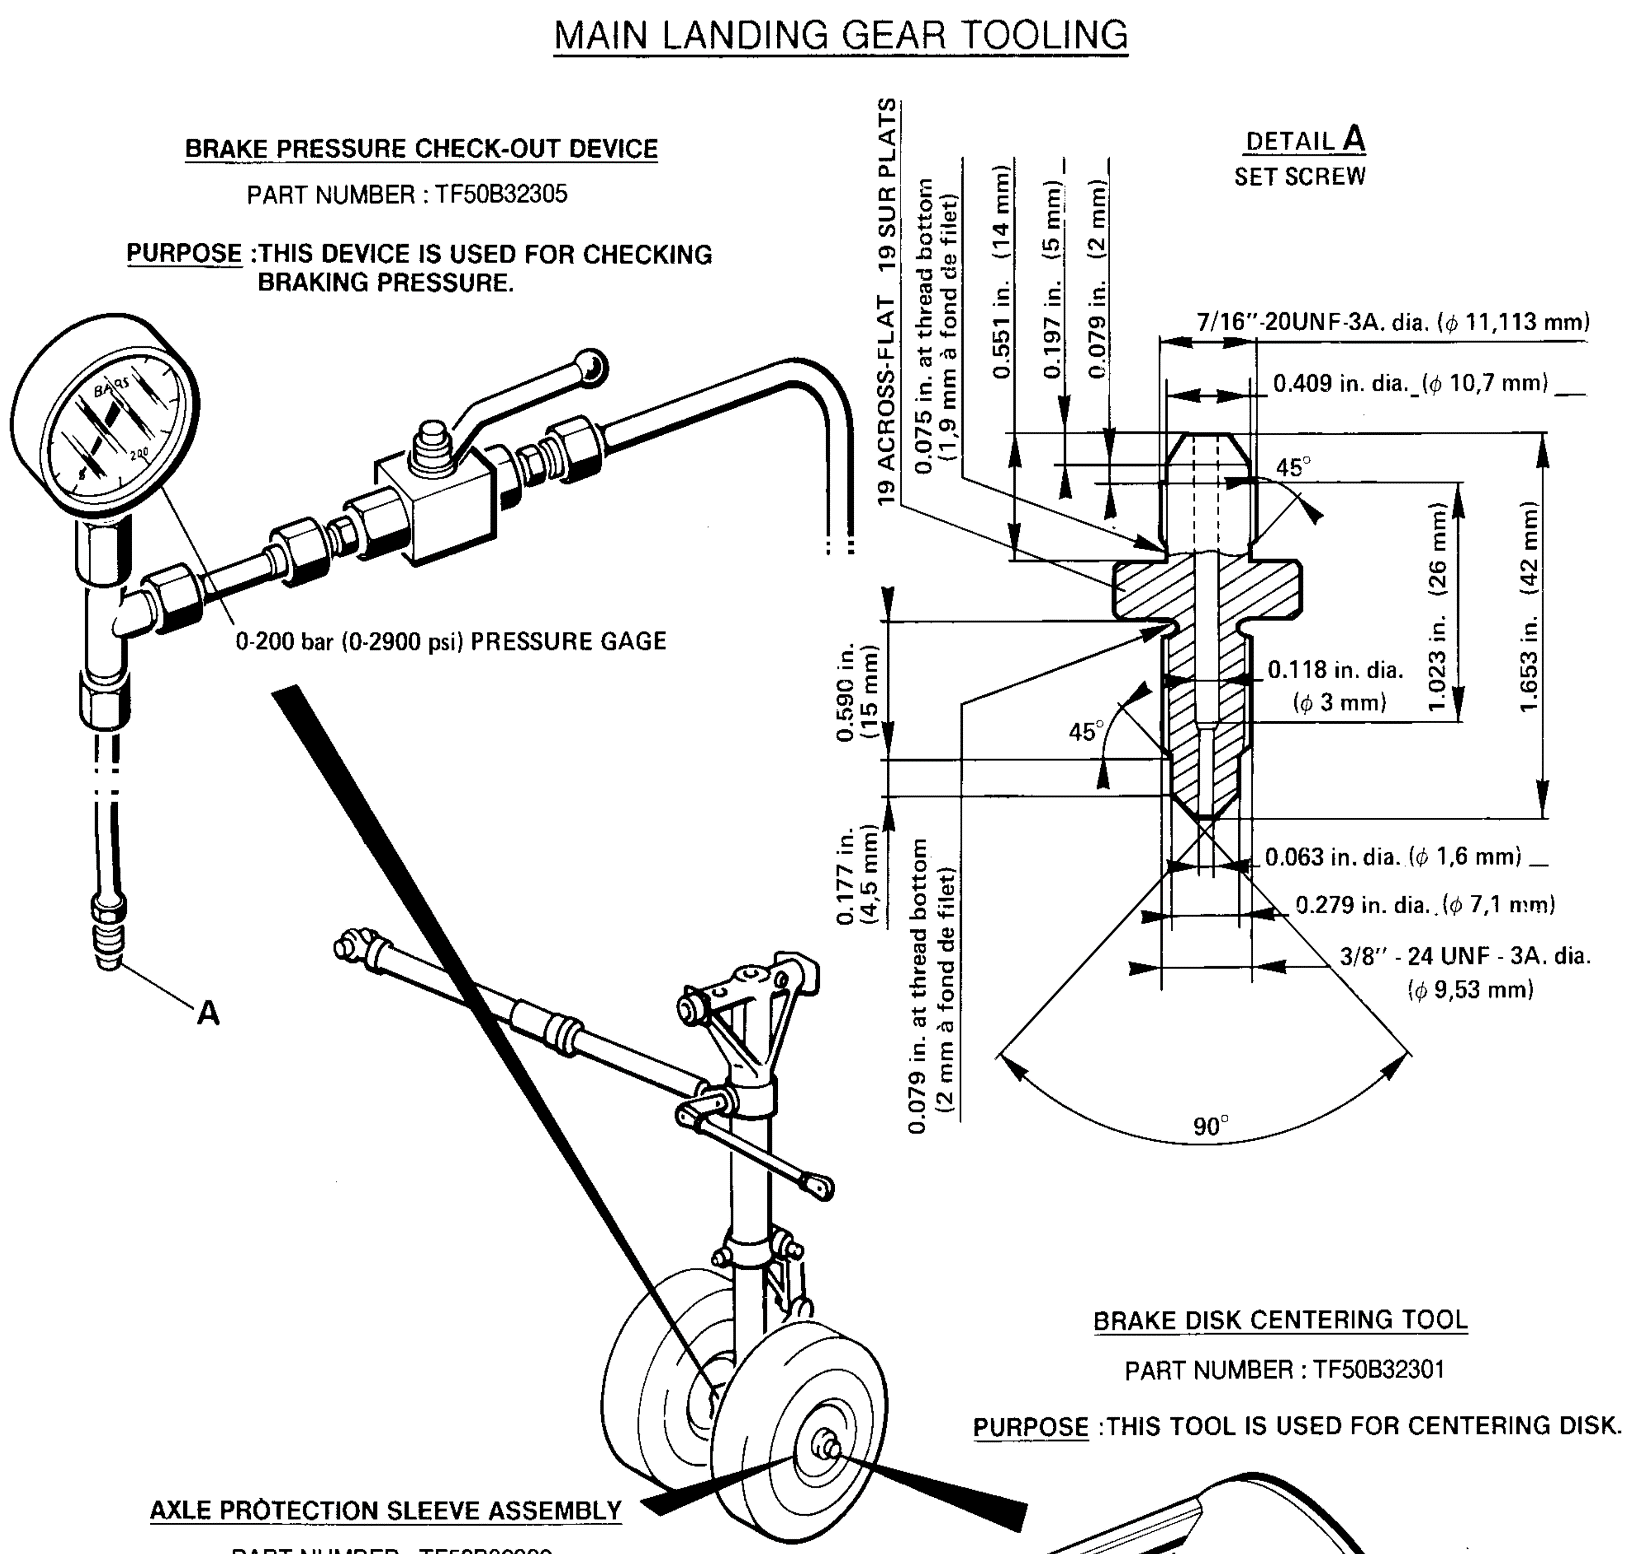 MAIN LANDING GEAR TOOLING
BRAKE PRESSURE CHECK-OUT DEVICE
PART NUMBER : TF50B32305
PURPOSE :THIS DEVICE IS USED FOR CHECKING
BRAKING PRESSURE.
BARS
200
0-200 bar (0-2900 psi) PRESSURE GAGE
A
DETAIL A
SET SCREW
19 ACROSS-FLAT 19 SUR PLATS
0.075 in. at thread bottom
(1,9 mm à fond de filet)
0.551 in. (14 mm)
0.197 in. (5 mm)
0.079 in. (2 mm)
7/16"-20UNF-3A. dia. (ϕ 11,113 mm)
0.409 in. dia. (ϕ 10,7 mm)
45°
1.023 in. (26 mm)
1.653 in. (42 mm)
0.590 in.
(15 mm)
0.118 in. dia.
(ϕ 3 mm)
45°
0.177 in.
(4,5 mm)
0.079 in. at thread bottom
(2 mm à fond de filet)
0.063 in. dia. (ϕ 1,6 mm)
0.279 in. dia. (ϕ 7,1 mm)
3/8" - 24 UNF - 3A. dia.
(ϕ 9,53 mm)
90°
BRAKE DISK CENTERING TOOL
PART NUMBER : TF50B32301
PURPOSE :THIS TOOL IS USED FOR CENTERING DISK.
AXLE PROTECTION SLEEVE ASSEMBLY
PART NUMBER :